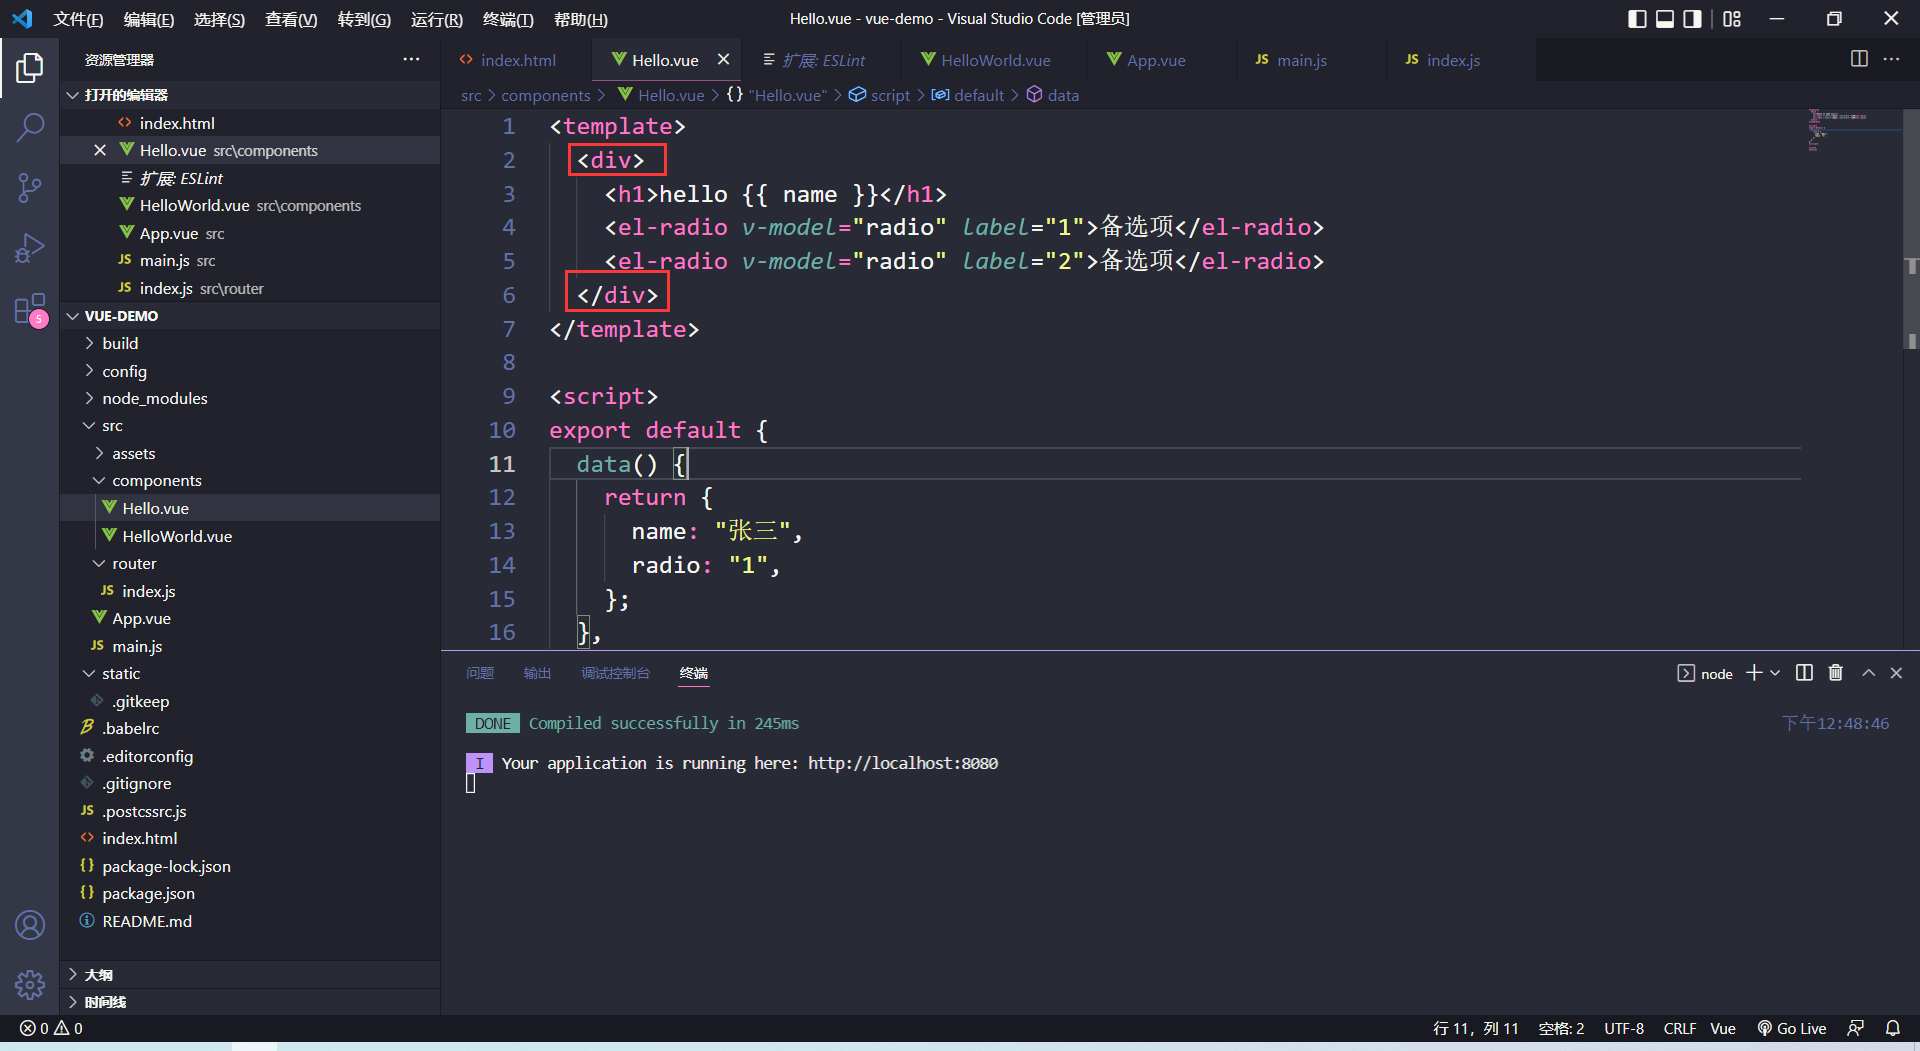 文件(F) 编辑(E) 选择(S) 查看(V) 转到(G) 运行(R) 终端(T) 帮助(H) Hello.vue - vue-demo - Visual Studio Code [管理员]
资源管理器
打开的编辑器
index.html
Hello.vue src\components
扩展: ESLint
HelloWorld.vue src\components
App.vue src
JS main.js src
JS index.js src\router
VUE-DEMO
build
config
node_modules
src
assets
components
Hello.vue
HelloWorld.vue
router
JS index.js
App.vue
JS main.js
static
.gitkeep
.babelrc
.editorconfig
.gitignore
JS .postcssrc.js
index.html
{} package-lock.json
{} package.json
README.md
大纲
时间线
5
index.html Hello.vue 扩展: ESLint HelloWorld.vue App.vue JS main.js JS index.js
src > components > Hello.vue > {} "Hello.vue" > script > default > data
1 <template>
2 <div>
3 <h1>hello {{ name }}</h1>
4 <el-radio v-model="radio" label="1">备选项</el-radio>
5 <el-radio v-model="radio" label="2">备选项</el-radio>
6 </div>
7 </template>
8
9 <script>
10 export default {
11 data() {
12 return {
13 name: "张三",
14 radio: "1",
15 };
16 },
问题 输出 调试控制台 终端 node
DONE Compiled successfully in 245ms 下午12:48:46
I Your application is running here: http://localhost:8080
0 0 行 11，列 11 空格: 2 UTF-8 CRLF Vue Go Live